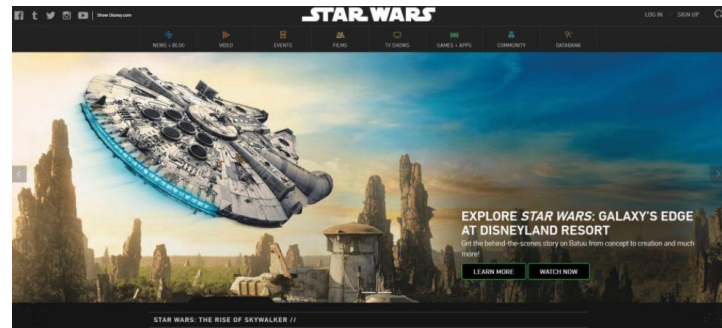 Show Disney.com
STAR WARS
LOG IN
SIGN UP
NEWS + BLOG
VIDEO
EVENTS
FILMS
TV SHOWS
GAMES + APPS
COMMUNITY
DATABANK
EXPLORE STAR WARS: GALAXY'S EDGE
AT DISNEYLAND RESORT
Get the behind-the-scenes story on Batuu from concept to creation and much
more!
LEARN MORE
WATCH NOW
STAR WARS: THE RISE OF SKYWALKER //